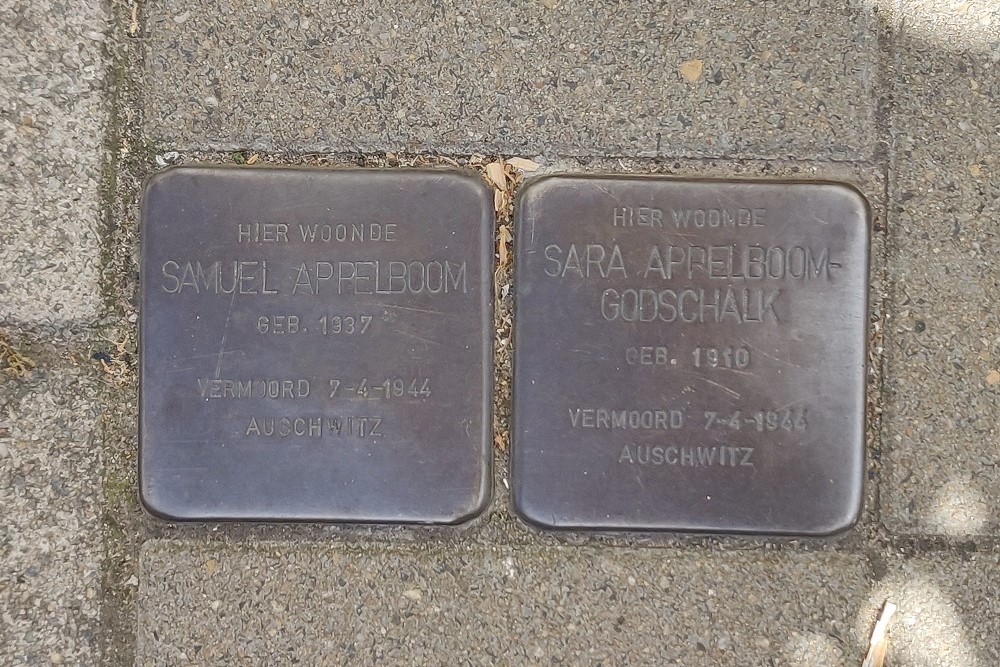 HIER WOONDE
SAMUEL APPELBOOM
GEB. 1937
VERMOORD 7-4-1944
AUSCHWITZ
HIER WOONDE
SARA APPELBOOM-
GODSCHALK
GEB. 1910
VERMOORD 7-4-1944
AUSCHWITZ